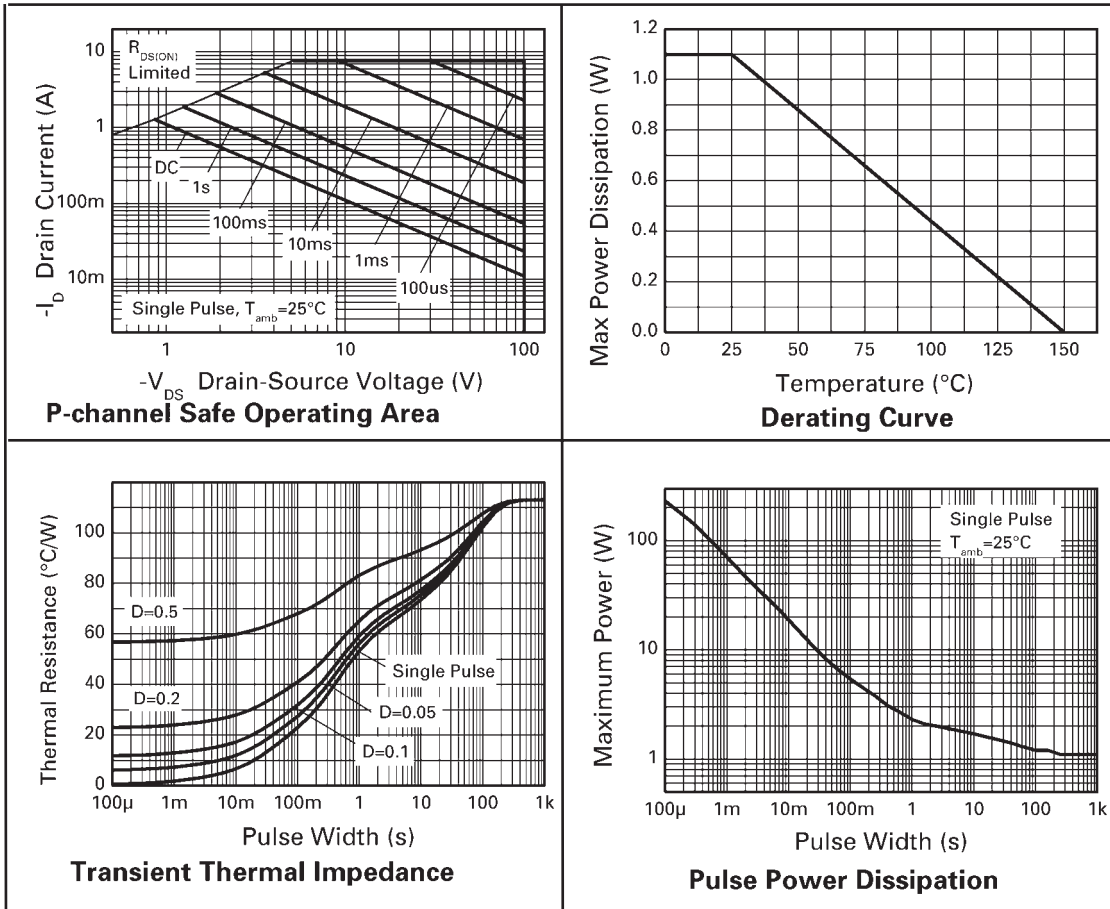 R_DS(ON)
Limited
10
1
100m
10m
DC
1s
100ms
10ms
1ms
100us
Single Pulse, T_amb=25°C
1
10
100
-I_D Drain Current (A)
-V_DS Drain-Source Voltage (V)
P-channel Safe Operating Area
1.2
1.0
0.8
0.6
0.4
0.2
0.0
0
25
50
75
100
125
150
Max Power Dissipation (W)
Temperature (°C)
Derating Curve
100
80
60
40
20
0
D=0.5
D=0.2
Single Pulse
D=0.05
D=0.1
100µ
1m
10m
100m
1
10
100
1k
Thermal Resistance (°C/W)
Pulse Width (s)
Transient Thermal Impedance
Single Pulse
T_amb=25°C
100
10
1
100µ
1m
10m
100m
1
10
100
1k
Maximum Power (W)
Pulse Width (s)
Pulse Power Dissipation